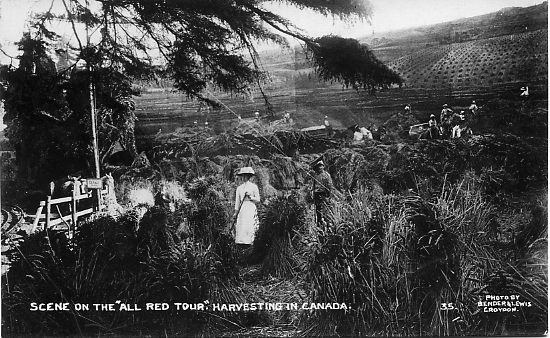 SCENE ON THE "ALL RED TOUR". HARVESTING IN CANADA.
35.
PHOTO BY
BENDER & LEWIS
CROYDON.